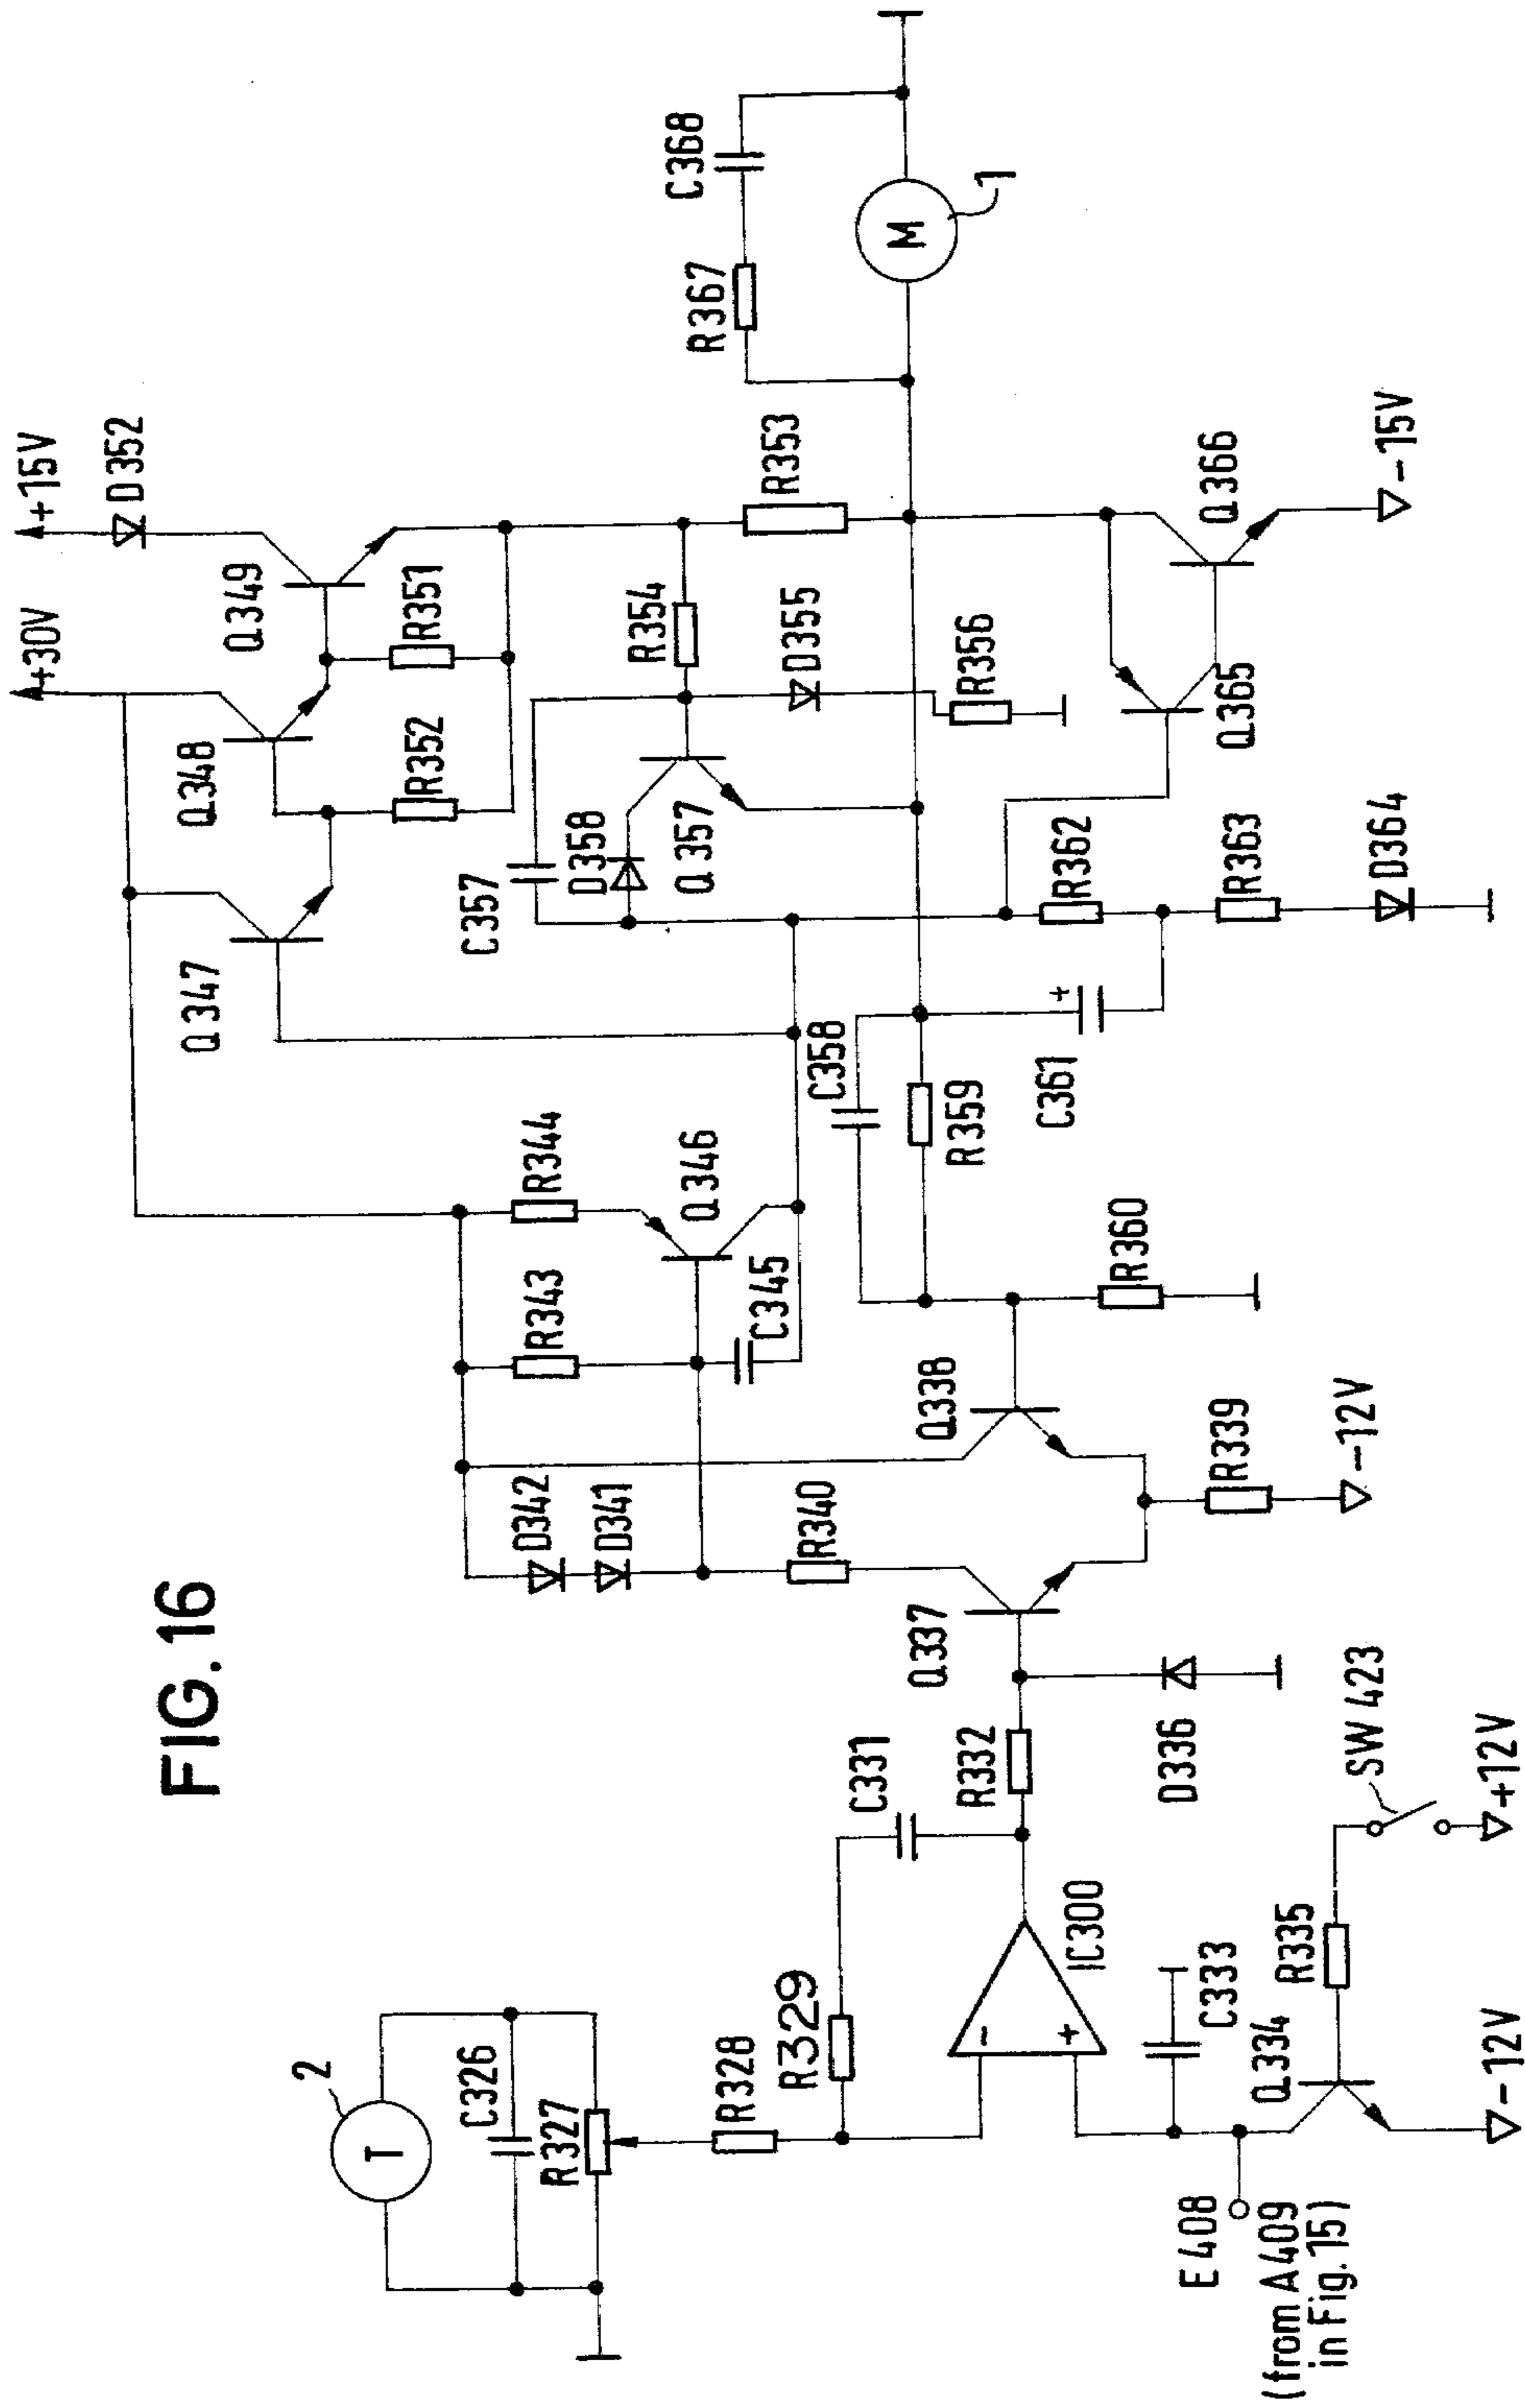 FIG. 16
+15V
D352
+30V
Q349
R351
Q348
R352
Q347
R344
R343
Q346
C345
D342
D341
R340
Q337
Q338
R339
-12V
R360
C358
R359
C361
+
C357
D358
Q357
R354
D355
R356
R353
R367
C368
M
1
R362
R363
D364
Q365
Q366
-15V
2
T
C326
R327
R328
R329
C331
R332
D336
-
+
IC300
C333
Q334
R335
SW 423
+12V
-12V
E 408
(from A 409
in Fig. 15)